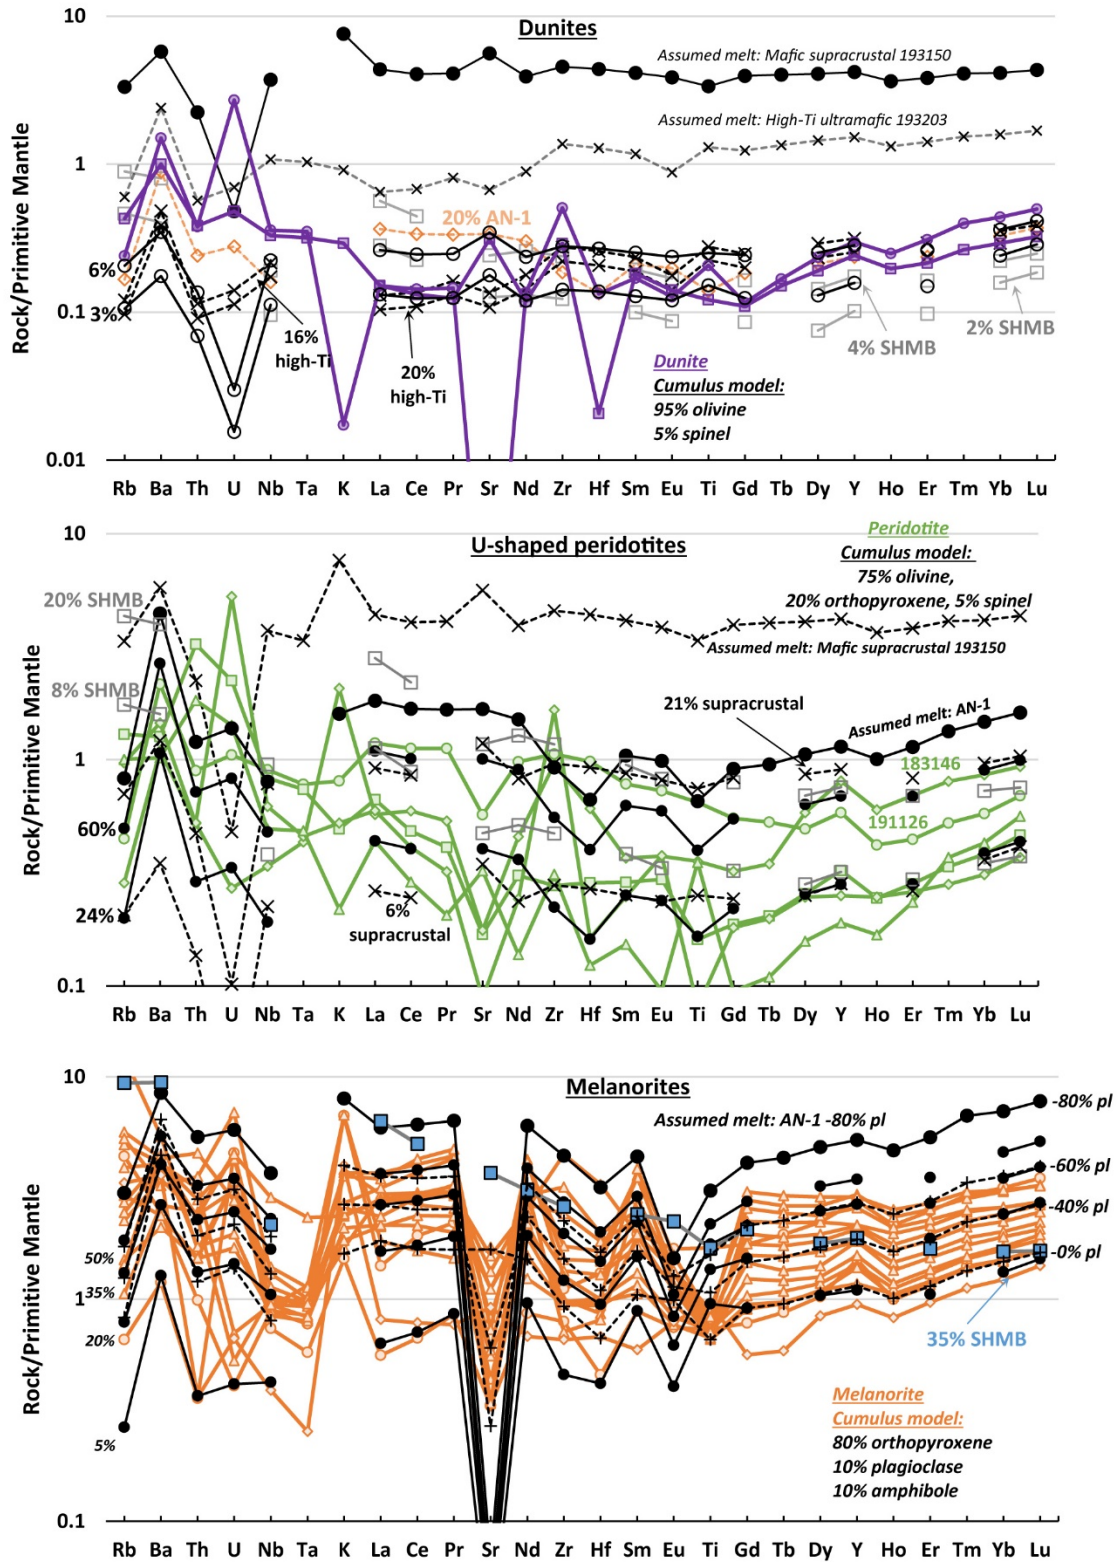 Dunites
10
Assumed melt: Mafic supracrustal 193150
Assumed melt: High-Ti ultramafic 193203
1
20% AN-1
6%
3%
0.1
16%
high-Ti
20%
high-Ti
4% SHMB
2% SHMB
Dunite
Cumulus model:
95% olivine
5% spinel
0.01
Rock/Primitive Mantle
Rb Ba Th U Nb Ta K La Ce Pr Sr Nd Zr Hf Sm Eu Ti Gd Tb Dy Y Ho Er Tm Yb Lu
10
U-shaped peridotites
Peridotite
Cumulus model:
75% olivine,
20% orthopyroxene, 5% spinel
20% SHMB
Assumed melt: Mafic supracrustal 193150
8% SHMB
21% supracrustal
Assumed melt: AN-1
1
183146
191126
60%
24%
6%
supracrustal
0.1
Rock/Primitive Mantle
Rb Ba Th U Nb Ta K La Ce Pr Sr Nd Zr Hf Sm Eu Ti Gd Tb Dy Y Ho Er Tm Yb Lu
10
Melanorites
Assumed melt: AN-1 -80% pl
-80% pl
-60% pl
-40% pl
-0% pl
50%
1
35%
20%
35% SHMB
5%
Melanorite
Cumulus model:
80% orthopyroxene
10% plagioclase
10% amphibole
0.1
Rock/Primitive Mantle
Rb Ba Th U Nb Ta K La Ce Pr Sr Nd Zr Hf Sm Eu Ti Gd Tb Dy Y Ho Er Tm Yb Lu